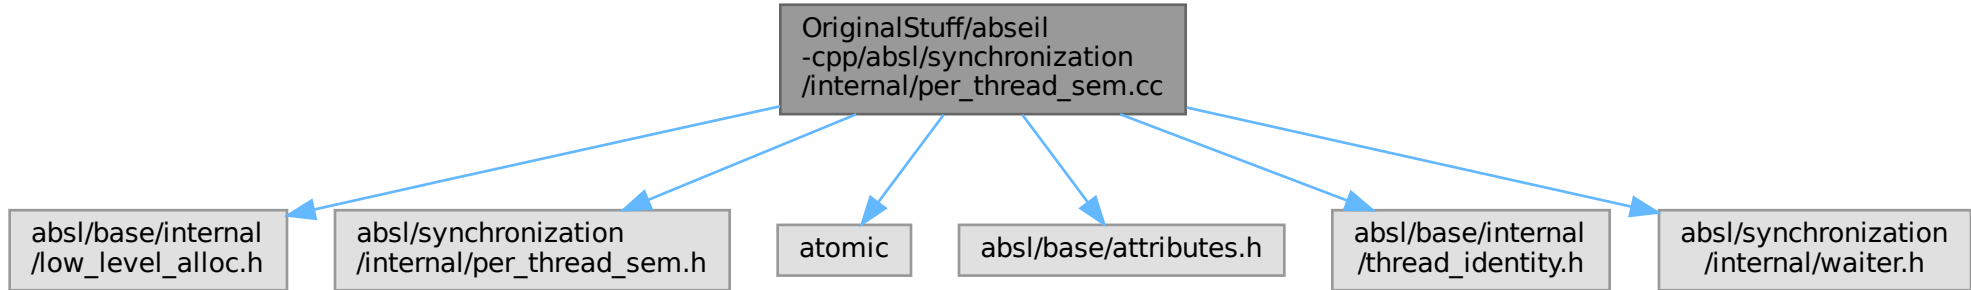 OriginalStuff/abseil
-cpp/absl/synchronization
/internal/per_thread_sem.cc
absl/base/internal
/low_level_alloc.h
absl/synchronization
/internal/per_thread_sem.h
atomic
absl/base/attributes.h
absl/base/internal
/thread_identity.h
absl/synchronization
/internal/waiter.h